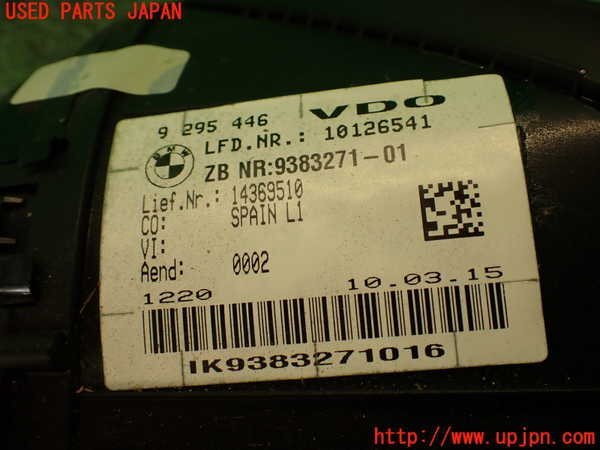 USED PARTS JAPAN
9 295 446 VDO
BMW
LFD.NR.: 10126541
ZB NR:9383271-01
Lief.Nr.: 14369510
CO: SPAIN L1
VI:
Aend: 0002
1220 10.03.15
IK9383271016
http://www.upjpn.com/